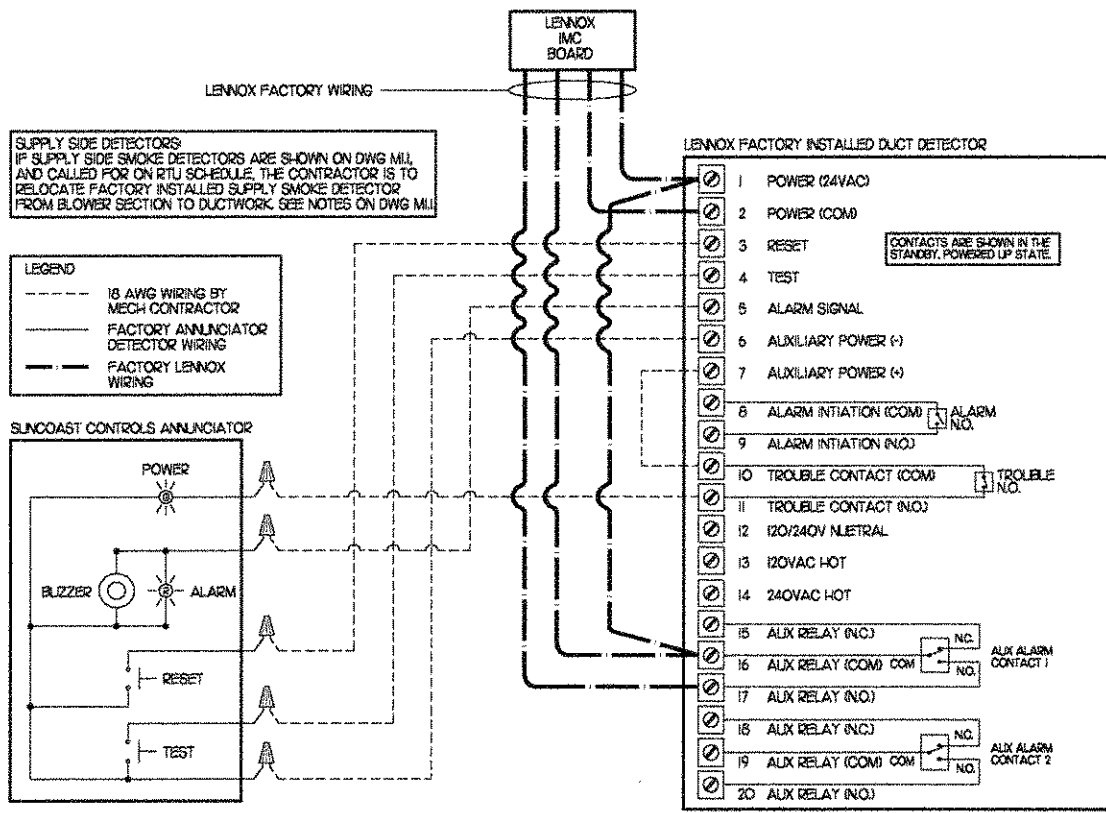 LENNOX
IMC
BOARD
LENNOX FACTORY WIRING
SUPPLY SIDE DETECTORS:
IF SUPPLY SIDE SMOKE DETECTORS ARE SHOWN ON DWG M1.1,
AND CALLED FOR ON RTU SCHEDULE, THE CONTRACTOR IS TO
RELOCATE FACTORY INSTALLED SUPPLY SMOKE DETECTOR
FROM BLOWER SECTION TO DUCTWORK. SEE NOTES ON DWG M1.1
LEGEND
18 AWG WIRING BY
MECH CONTRACTOR
FACTORY ANNUNCIATOR
DETECTOR WIRING
FACTORY LENNOX
WIRING
SUNCOAST CONTROLS ANNUNCIATOR
POWER
BUZZER
ALARM
RESET
TEST
LENNOX FACTORY INSTALLED DUCT DETECTOR
1 POWER (24VAC)
2 POWER (COM)
3 RESET
CONTACTS ARE SHOWN IN THE
STANDBY, POWERED UP STATE.
4 TEST
5 ALARM SIGNAL
6 AUXILIARY POWER (-)
7 AUXILIARY POWER (+)
8 ALARM INTIATION (COM)
ALARM
N.O.
9 ALARM INTIATION (N.O.)
10 TROUBLE CONTACT (COM)
TROUBLE
N.O.
11 TROUBLE CONTACT (N.O.)
12 120/240V NUETRAL
13 120VAC HOT
14 240VAC HOT
15 AUX RELAY (N.C.)
N.C.
16 AUX RELAY (COM) COM
AUX ALARM
CONTACT 1
N.O.
17 AUX RELAY (N.O.)
18 AUX RELAY (N.C.)
N.C.
19 AUX RELAY (COM) COM
AUX ALARM
CONTACT 2
N.O.
20 AUX RELAY (N.O.)